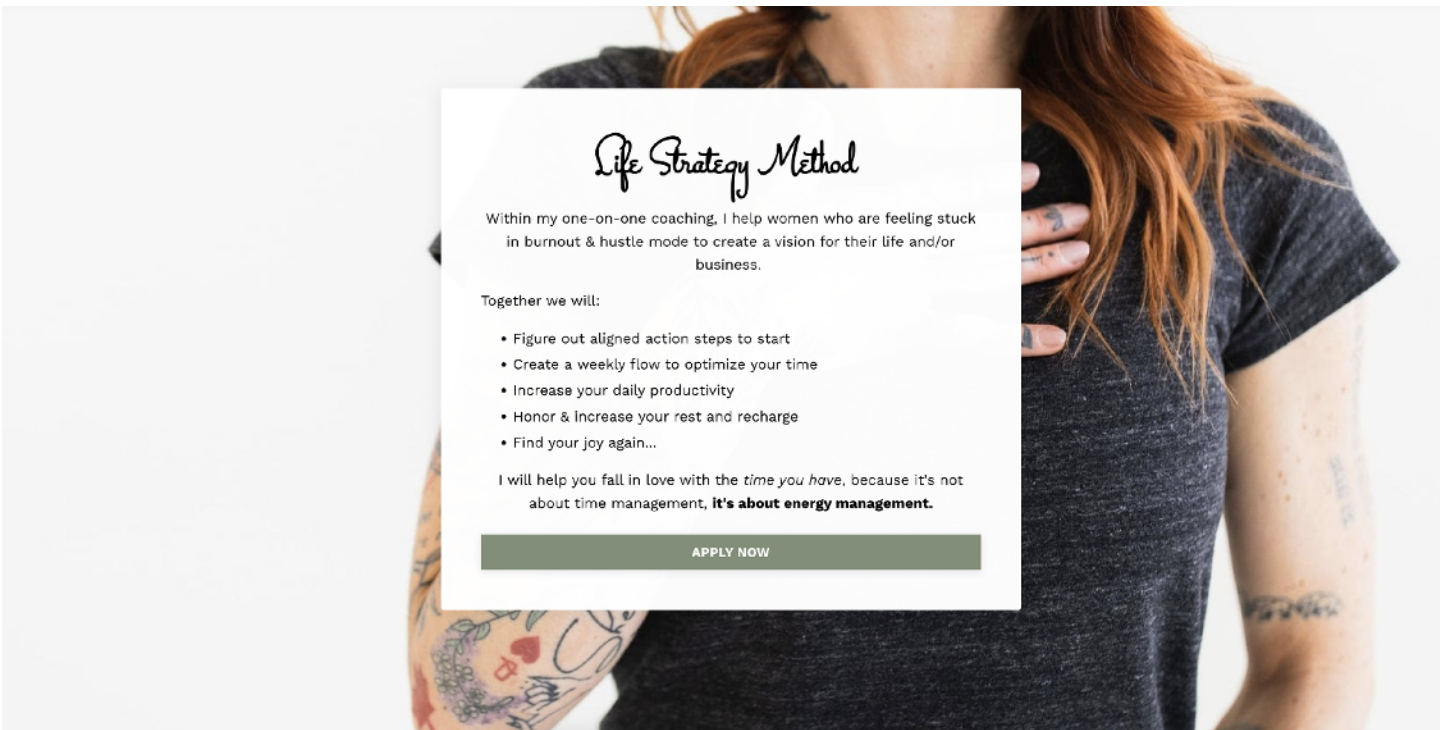 Life Strategy Method
Within my one-on-one coaching, I help women who are feeling stuck
in burnout & hustle mode to create a vision for their life and/or
business.
Together we will:
• Figure out aligned action steps to start
• Create a weekly flow to optimize your time
• Increase your daily productivity
• Honor & increase your rest and recharge
• Find your joy again...
I will help you fall in love with the time you have, because it's not
about time management, it's about energy management.
APPLY NOW